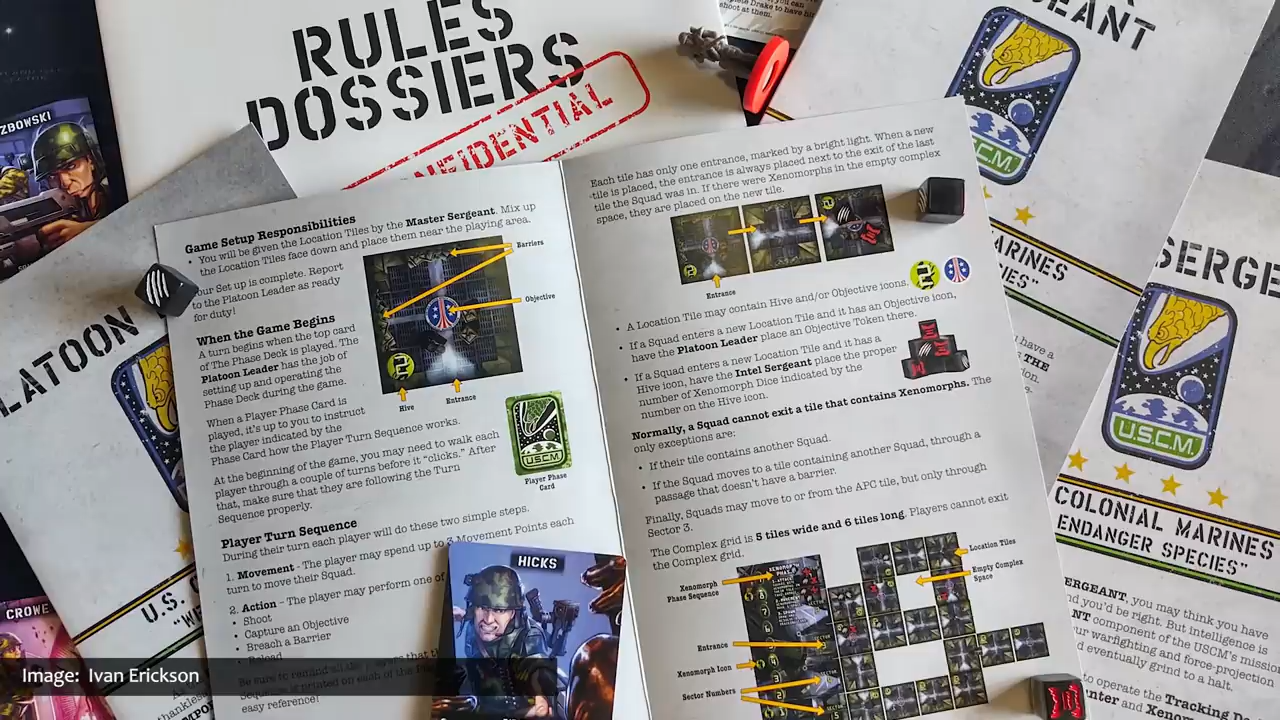 RULES
DOSSIERS
CONFIDENTIAL
GEANT
ZBOWSKI
Game Setup Responsibilities
• You will be given the Location Tiles by the Master Sergeant. Mix up
the Location Tiles face down and place them near the playing area.
our Set up is complete. Report
to the Platoon Leader as ready
for duty!
Barriers
Objective
Hive
Entrance
When the Game Begins
A turn begins when the top card
of The Phase Deck is played. The
Platoon Leader has the job of
setting up and operating the
Phase Deck during the game.
When a Player Phase Card is
played, it's up to you to instruct
the player indicated by the
Phase Card how the Player Turn Sequence works.
At the beginning of the game, you may need to walk each
player through a couple of turns before it "clicks." After
that, make sure that they are following the Turn
Sequence properly.
U.S.C.M.
Player Phase
Card
Player Turn Sequence
During their turn each player will do these two simple steps.
1. Movement - The player may spend up to 3 Movement Points each
turn to move their Squad.
2. Action - The player may perform one of
• Shoot
• Capture an Objective
• Breach a Barrier
• Reload
easy reference!
HICKS
Each tile has only one entrance, marked by a bright light. When a new
tile is placed, the entrance is always placed next to the exit of the last
tile the Squad was in. If there were Xenomorphs in the empty complex
space, they are placed on the new tile.
Entrance
• A Location Tile may contain Hive and/or Objective icons.
• If a Squad enters a new Location Tile and it has an Objective icon,
have the Platoon Leader place an Objective Token there.
• If a Squad enters a new Location Tile and it has a
Hive icon, have the Intel Sergeant place the proper
number of Xenomorph Dice indicated by the
number on the Hive icon.
Normally, a Squad cannot exit a tile that contains Xenomorphs. The
only exceptions are:
• If their tile contains another Squad.
• If the Squad moves to a tile containing another Squad, through a
passage that doesn't have a barrier.
Finally, Squads may move to or from the APC tile, but only through
Sector 3.
The Complex grid is 5 tiles wide and 6 tiles long. Players cannot exit
the Complex grid.
Xenomorph
Phase Sequence
Location Tiles
Empty Complex
Space
Entrance
Xenomorph Icon
Sector Numbers
LATOON
U.S.
CROWE
S.C.M.
ARINES
IES"
SERGE
U.S.C.M.
COLONIAL MARINES
ENDANGER SPECIES"
ERGEANT, you may think you have
nd you'd be right. But intelligence is
ANT component of the USCM's mission
ur warfighting and force-projection
d eventually grind to a halt.
to operate the Tracking De
unter and Xeno
Image: Ivan Erickson